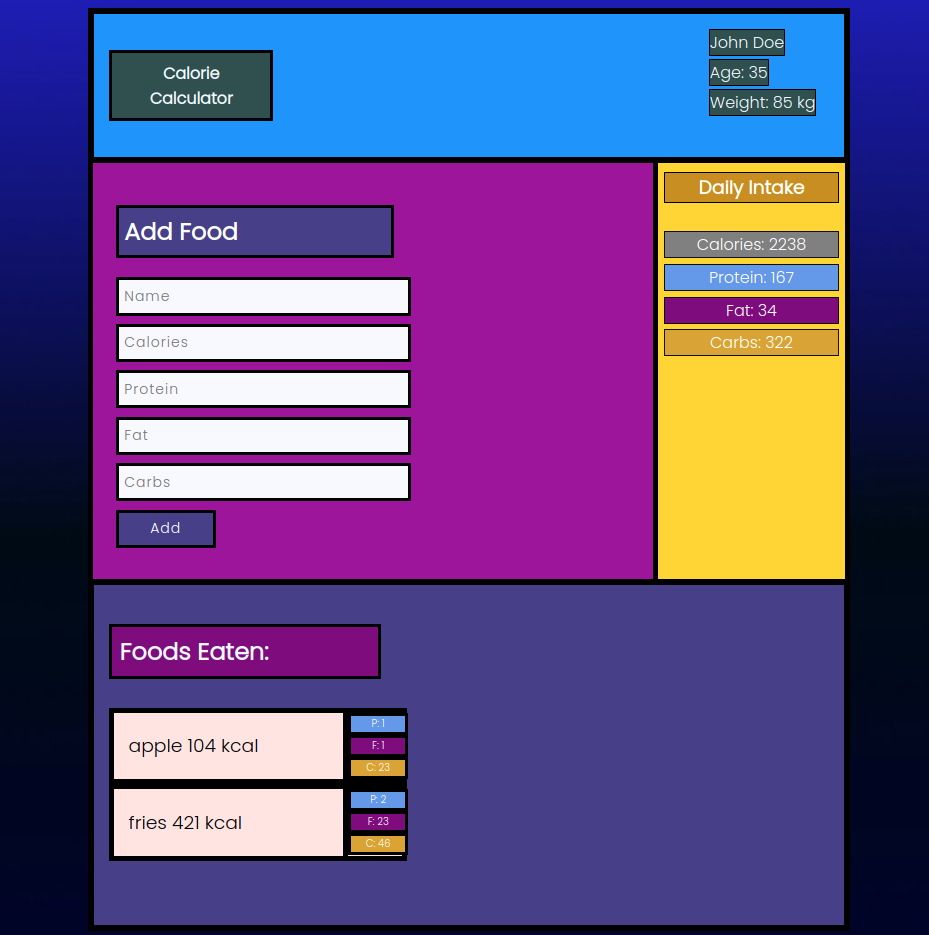 Calorie
Calculator
John Doe
Age: 35
Weight: 85 kg
Add Food
Name
Calories
Protein
Fat
Carbs
Add
Daily Intake
Calories: 2238
Protein: 167
Fat: 34
Carbs: 322
Foods Eaten:
apple 104 kcal
P: 1
F: 1
C: 23
fries 421 kcal
P: 2
F: 23
C: 46